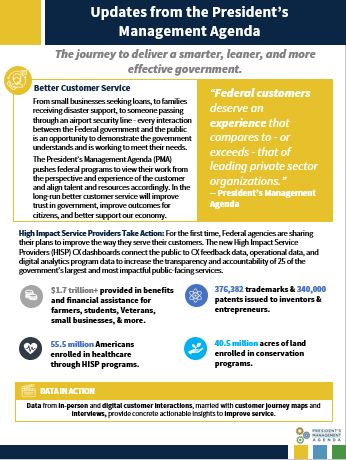 Updates from the President's
Management Agenda
The journey to deliver a smarter, leaner, and more
effective government.
Better Customer Service
From small businesses seeking loans, to families
receiving disaster support, to someone passing
through an airport security line - every interaction
between the Federal government and the public
is an opportunity to demonstrate the government
understands and is working to meet their needs.
The President's Management Agenda (PMA)
pushes federal programs to view their work from
the perspective and experience of the customer
and align talent and resources accordingly. In the
long-run better customer service will improve
trust in government, improve outcomes for
citizens, and better support our economy.
"Federal customers
deserve an
experience that
compares to - or
exceeds - that of
leading private sector
organizations."
-- President's Management
Agenda
High Impact Service Providers Take Action: For the first time, Federal agencies are sharing
their plans to improve the way they serve their customers. The new High Impact Service
Providers (HISP) CX dashboards connect the public to CX feedback data, operational data, and
digital analytics program data to increase the transparency and accountability of 25 of the
government's largest and most impactful public-facing services.
$1.7 trillion+ provided in benefits
and financial assistance for
farmers, students, Veterans,
small businesses, & more.
376,382 trademarks & 340,000
patents issued to inventors &
entrepreneurs.
55.5 million Americans
enrolled in healthcare
through HISP programs.
40.5 million acres of land
enrolled in conservation
programs.
DATA IN ACTION
Data from in-person and digital customer interactions, married with customer journey maps and
interviews, provide concrete actionable insights to improve service.
PRESIDENT'S
MANAGEMENT
AGENDA